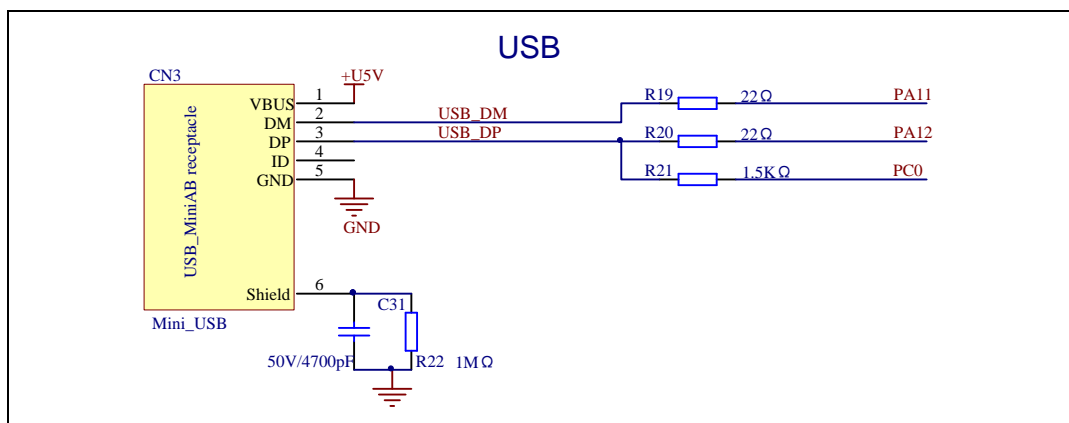 USB
CN3
+U5V
VBUS 1
DM 2
DP 3
ID 4
GND 5
USB_MiniAB receptacle
USB_DM
USB_DP
R19 22Ω PA11
R20 22Ω PA12
R21 1.5KΩ PC0
GND
Shield 6
C31
Mini_USB
50V/4700pF
R22 1MΩ